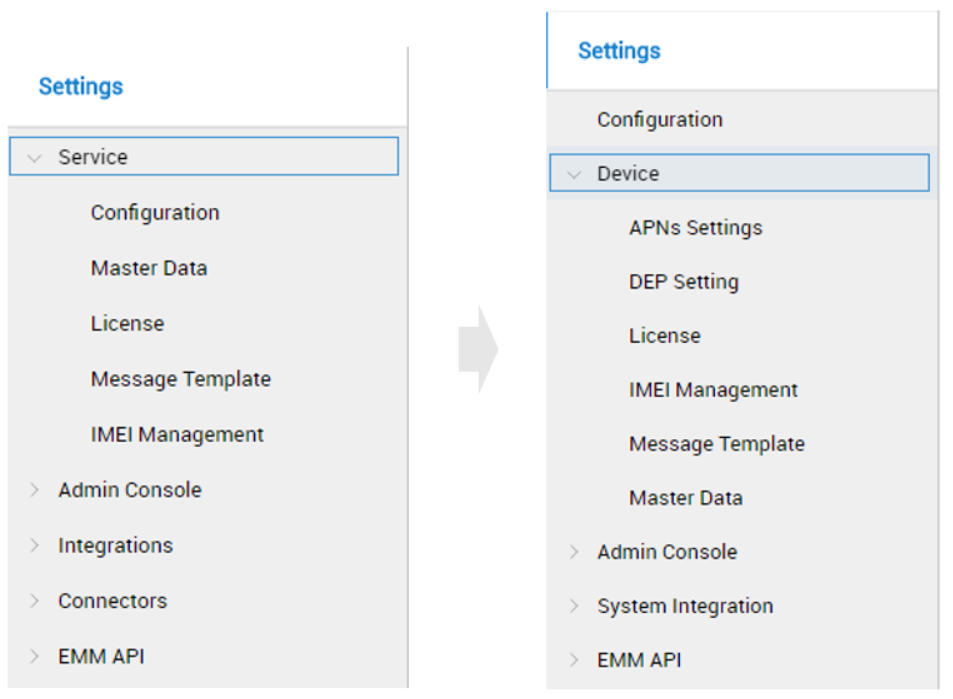 Settings
Service
Configuration
Master Data
License
Message Template
IMEI Management
Admin Console
Integrations
Connectors
EMM API
Settings
Configuration
Device
APNs Settings
DEP Setting
License
IMEI Management
Message Template
Master Data
Admin Console
System Integration
EMM API